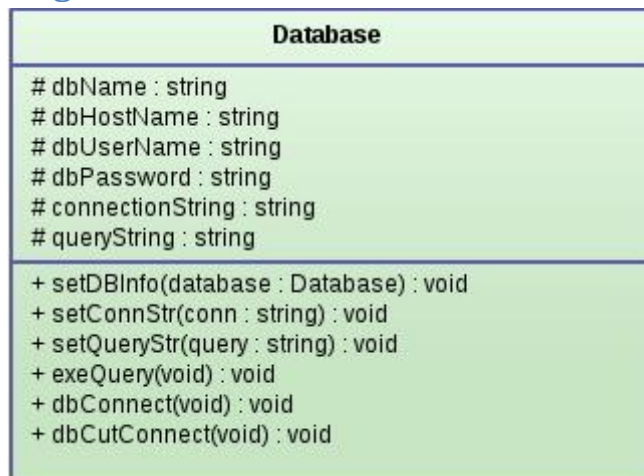 Database
# dbName : string
# dbHostName : string
# dbUserName : string
# dbPassword : string
# connectionString : string
# queryString : string
+ setDBInfo(database : Database) : void
+ setConnStr(conn : string) : void
+ setQueryStr(query : string) : void
+ exeQuery(void) : void
+ dbConnect(void) : void
+ dbCutConnect(void) : void